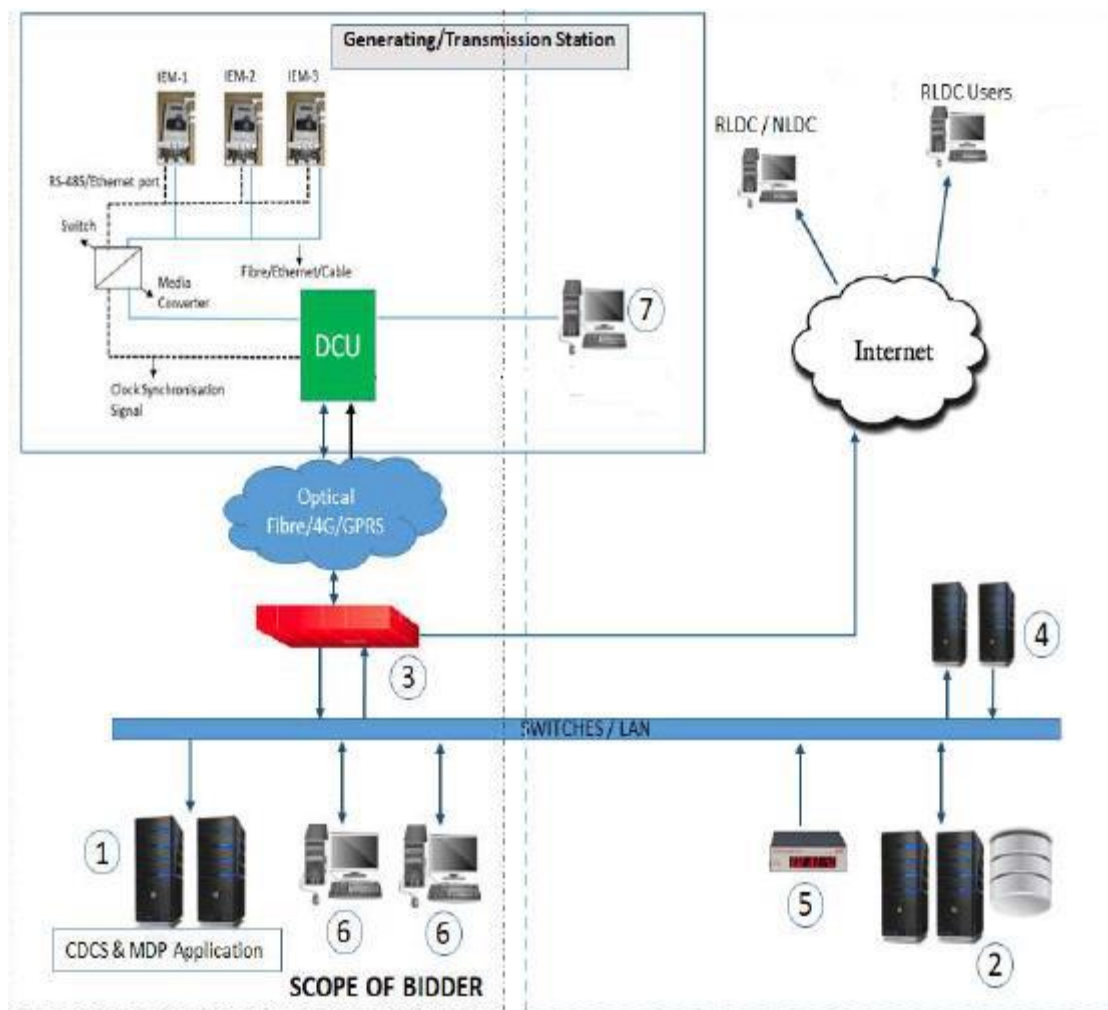 Generating/Transmission Station
IEM-1
IEM-2
IEM-3
RLDC Users
RLDC / NLDC
RS-485/Ethernet port
Switch
Fibre/Ethernet/Cable
Media
Converter
7
DCU
Internet
Clock Synchronisation
Signal
Optical
Fibre/4G/GPRS
4
3
SWITCHES / LAN
1
5
6
6
2
CDCS & MDP Application
SCOPE OF BIDDER